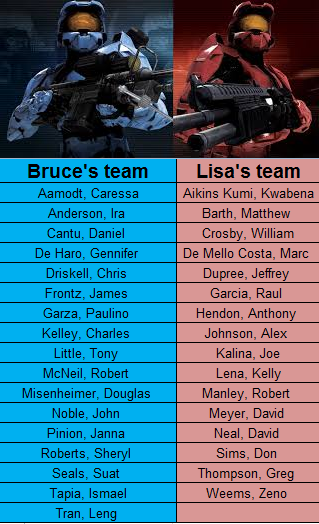 Bruce's team Lisa's team
Aamodt, Caressa Aikins Kumi, Kwabena
Anderson, Ira Barth, Matthew
Cantu, Daniel Crosby, William
De Haro, Gennifer De Mello Costa, Marc
Driskell, Chris Dupree, Jeffrey
Frontz, James Garcia, Raul
Garza, Paulino Hendon, Anthony
Kelley, Charles Johnson, Alex
Little, Tony Kalina, Joe
McNeil, Robert Lena, Kelly
Misenheimer, Douglas Manley, Robert
Noble, John Meyer, David
Pinion, Janna Neal, David
Roberts, Sheryl Sims, Don
Seals, Suat Thompson, Greg
Tapia, Ismael Weems, Zeno
Tran, Leng